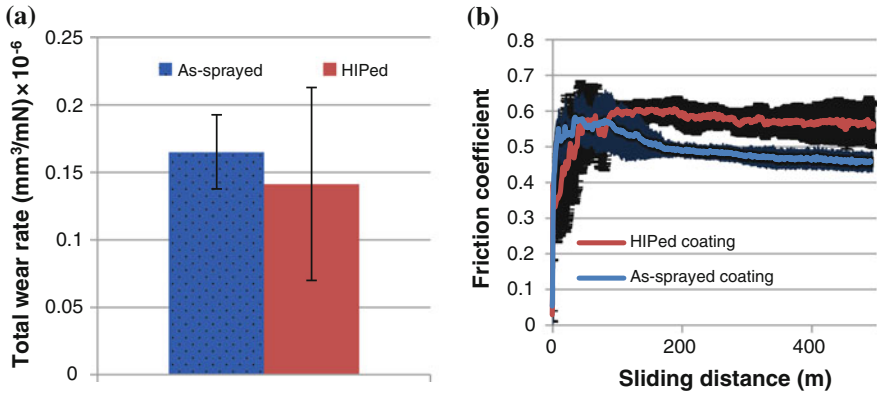 (a)
Total wear rate (mm³/mN)×10⁻⁶
0.25
0.2
0.15
0.1
0.05
0
As-sprayed
HIPed
(b)
Friction coefficient
0.8
0.7
0.6
0.5
0.4
0.3
0.2
0.1
0
HIPed coating
As-sprayed coating
0
200
400
Sliding distance (m)